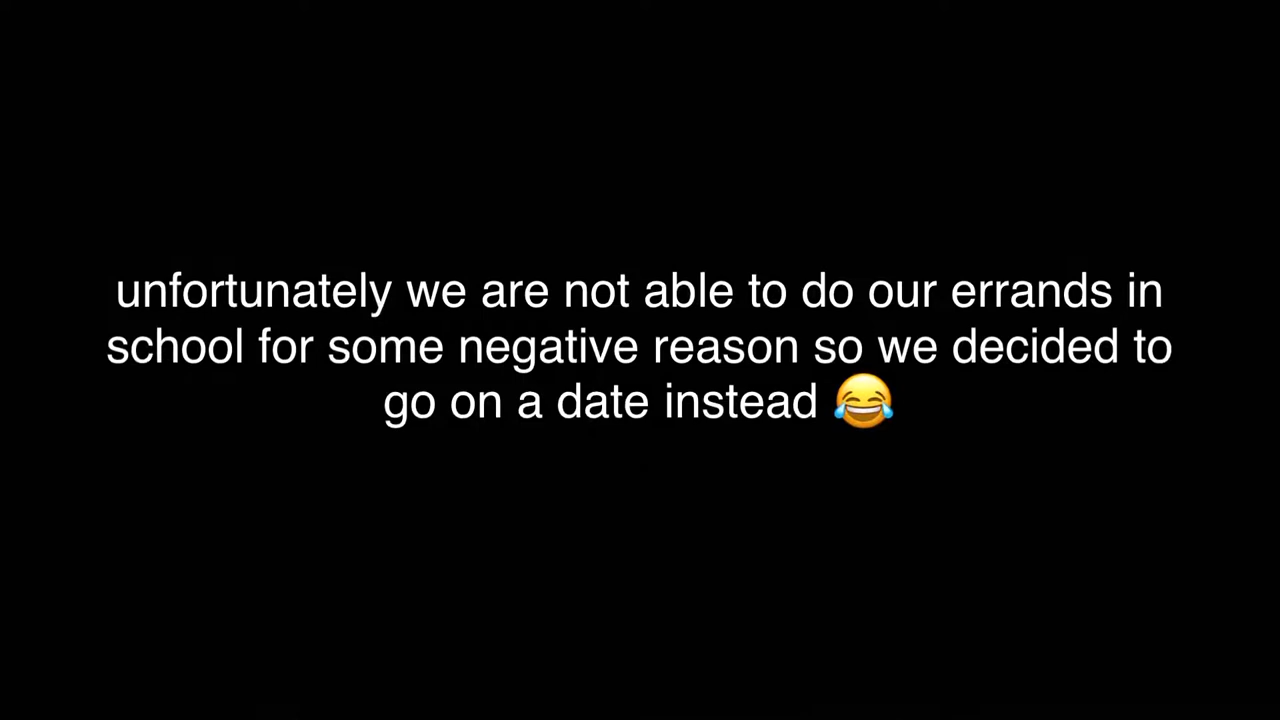 unfortunately we are not able to do our errands in
school for some negative reason so we decided to
go on a date instead 😂